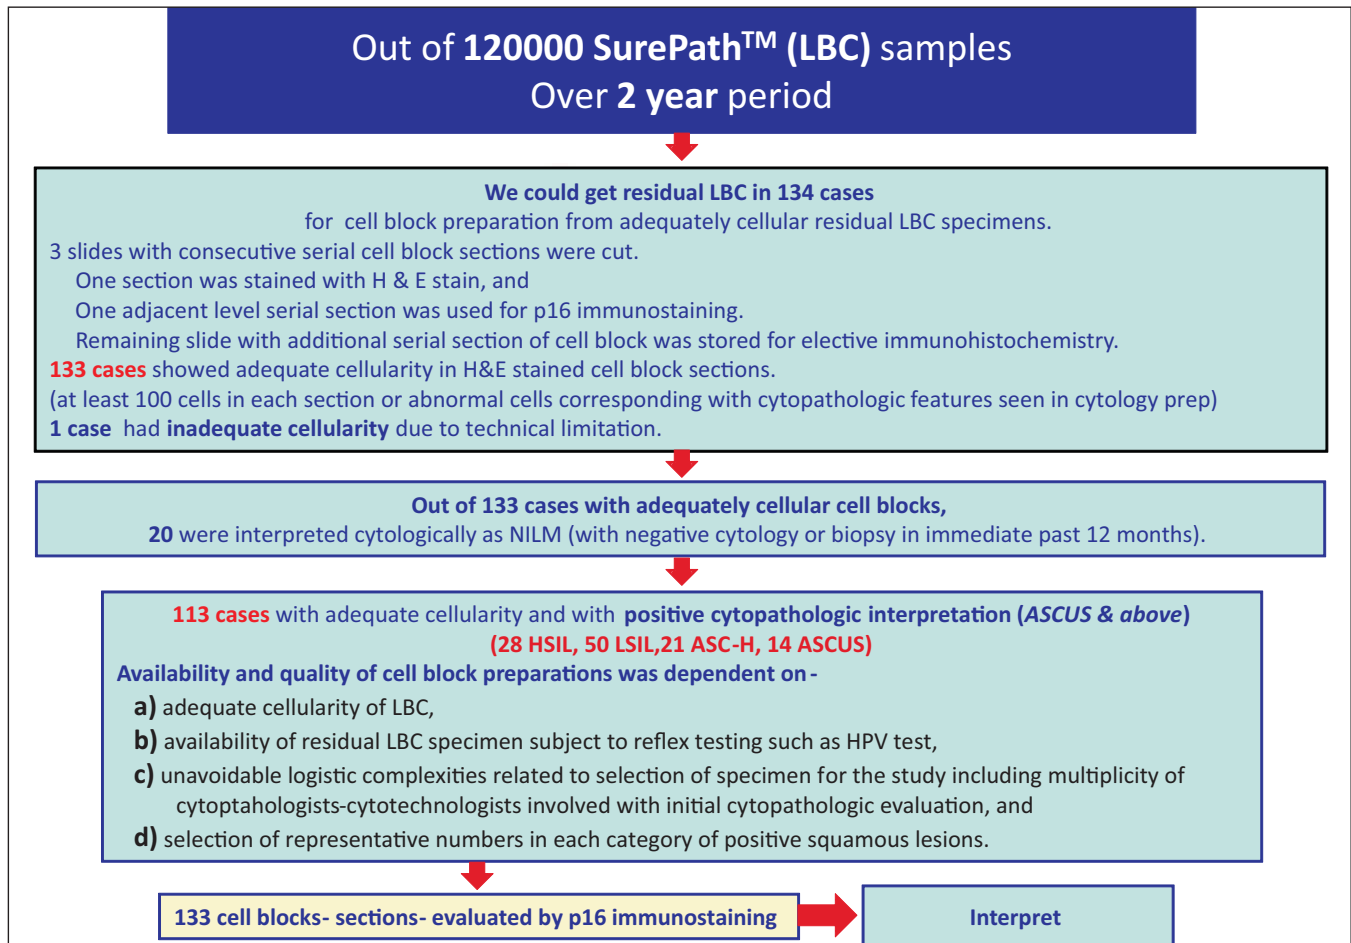 Out of 120000 SurePath™ (LBC) samples
Over 2 year period
We could get residual LBC in 134 cases
for cell block preparation from adequately cellular residual LBC specimens.
3 slides with consecutive serial cell block sections were cut.
One section was stained with H & E stain, and
One adjacent level serial section was used for p16 immunostaining.
Remaining slide with additional serial section of cell block was stored for elective immunohistochemistry.
133 cases showed adequate cellularity in H&E stained cell block sections.
(at least 100 cells in each section or abnormal cells corresponding with cytopathologic features seen in cytology prep)
1 case had inadequate cellularity due to technical limitation.
Out of 133 cases with adequately cellular cell blocks,
20 were interpreted cytologically as NILM (with negative cytology or biopsy in immediate past 12 months).
113 cases with adequate cellularity and with positive cytopathologic interpretation (ASCUS & above)
(28 HSIL, 50 LSIL,21 ASC-H, 14 ASCUS)
Availability and quality of cell block preparations was dependent on -
a) adequate cellularity of LBC,
b) availability of residual LBC specimen subject to reflex testing such as HPV test,
c) unavoidable logistic complexities related to selection of specimen for the study including multiplicity of
cytoptahologists-cytotechnologists involved with initial cytopathologic evaluation, and
d) selection of representative numbers in each category of positive squamous lesions.
133 cell blocks- sections- evaluated by p16 immunostaining
Interpret